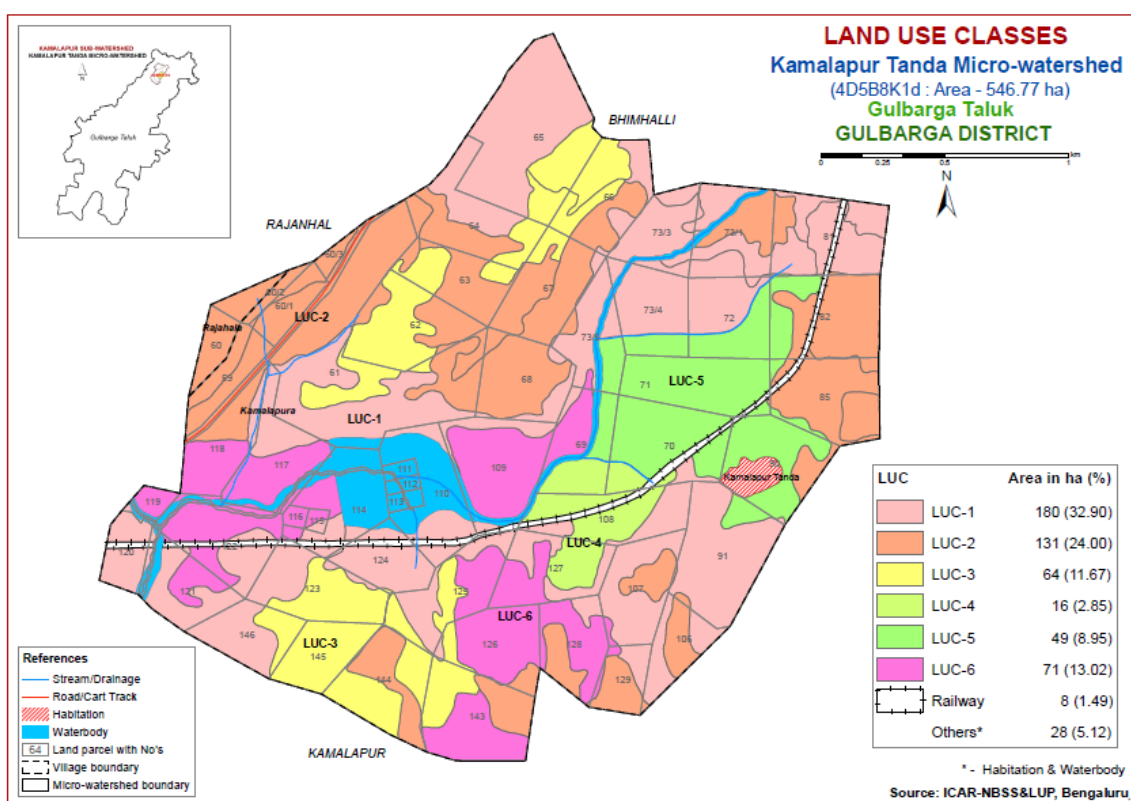 LAND USE CLASSES
Kamalapur Tanda Micro-watershed
(4D5B8K1d : Area - 546.77 ha)
Gulbarga Taluk
GULBARGA DISTRICT
0 0.25 0.5 1 km
N
KAMALAPUR SUB-WATERSHED
KAMALAPUR TANDA MICRO-WATERSHED
N
Gulbarga Taluk
BHIMHALLI
RAJANHAL
KAMALAPUR
65
66
64
73/3
73/1
81
60/3
63
60/2
60/1
LUC-2
67
73/4
72
82
Rajahala
60
62
59
61
68
71
LUC-5
85
Kamalapura
LUC-1
118
117
69
70
109
111
112
110
113
114
Kamalapur Tanda
119
116
115
108
LUC-4
120
122
124
127
91
121
123
125
107
146
LUC-3
145
LUC-6
126
128
106
144
129
143
LUC Area in ha (%)
LUC-1 180 (32.90)
LUC-2 131 (24.00)
LUC-3 64 (11.67)
LUC-4 16 (2.85)
LUC-5 49 (8.95)
LUC-6 71 (13.02)
Railway 8 (1.49)
Others* 28 (5.12)
* - Habitation & Waterbody
Source: ICAR-NBSS&LUP, Bengaluru
References
Stream/Drainage
Road/Cart Track
Habitation
Waterbody
64 Land parcel with No's
Village boundary
Micro-watershed boundary